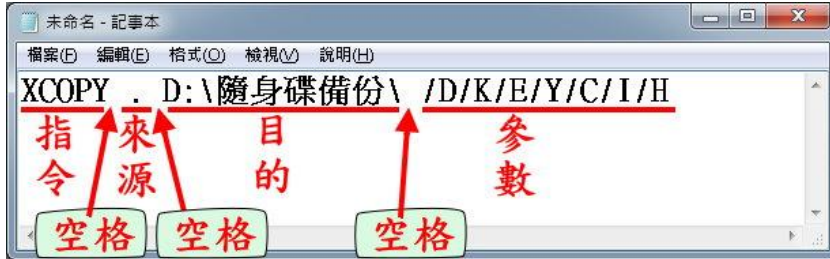 未命名 - 記事本
檔案(F) 編輯(E) 格式(O) 檢視(V) 說明(H)
XCOPY . D:\隨身碟備份\ /D/K/E/Y/C/I/H
指令 來源 目的 參數
空格 空格 空格